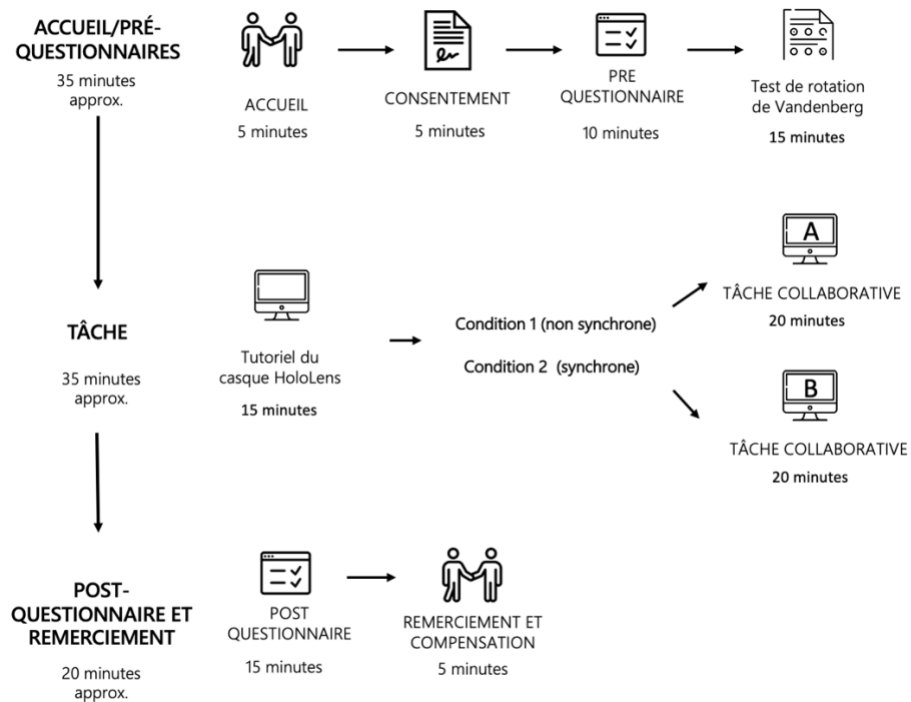 ACCUEIL/PRÉ-
QUESTIONNAIRES
35 minutes
approx.
ACCUEIL
5 minutes
CONSENTEMENT
5 minutes
PRE
QUESTIONNAIRE
10 minutes
Test de rotation
de Vandenberg
15 minutes
TÂCHE
35 minutes
approx.
Tutoriel du
casque HoloLens
15 minutes
Condition 1 (non synchrone)
Condition 2 (synchrone)
A
TÂCHE COLLABORATIVE
20 minutes
B
TÂCHE COLLABORATIVE
20 minutes
POST-
QUESTIONNAIRE ET
REMERCIEMENT
20 minutes
approx.
POST
QUESTIONNAIRE
15 minutes
REMERCIEMENT ET
COMPENSATION
5 minutes